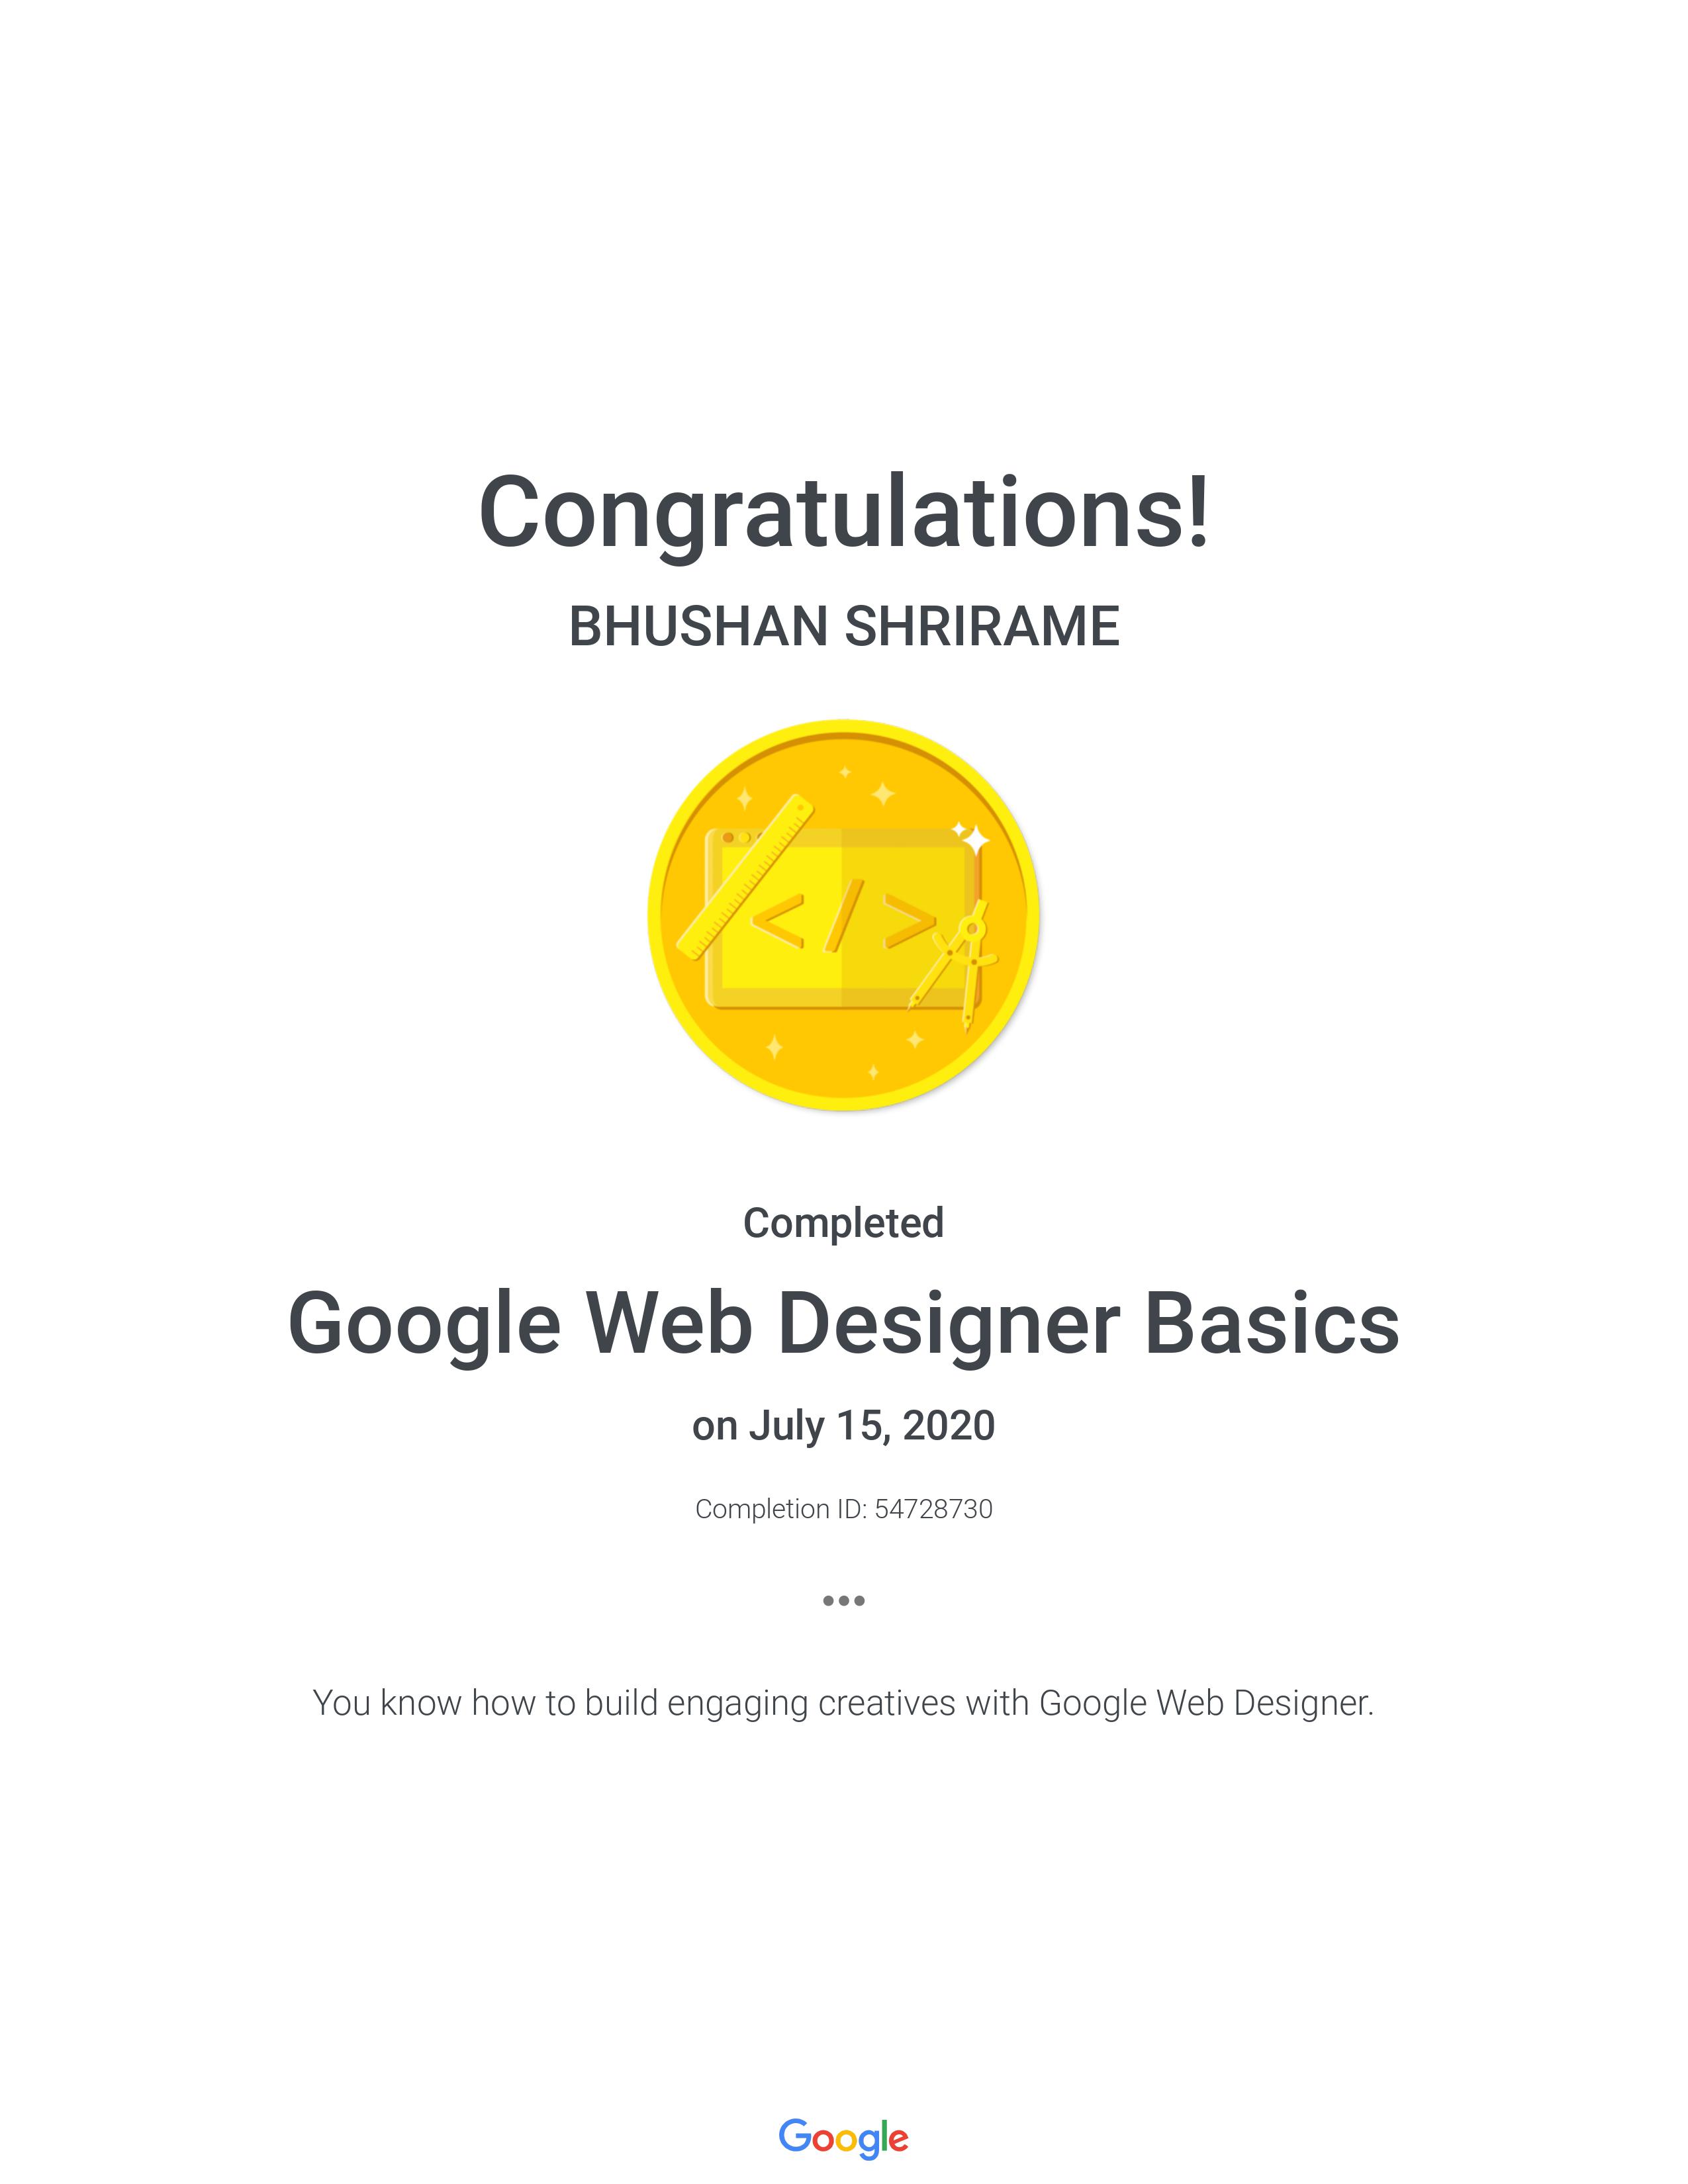 Congratulations!
BHUSHAN SHRIRAME
</>
Completed
Google Web Designer Basics
on July 15, 2020
Completion ID: 54728730
•••
You know how to build engaging creatives with Google Web Designer.
Google